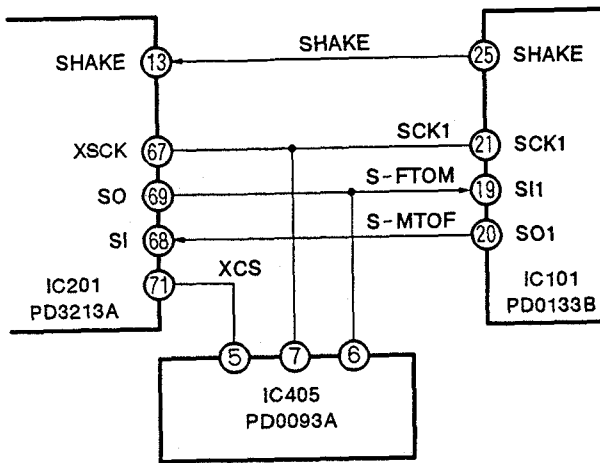 SHAKE 13 SHAKE 25 SHAKE
XSCK 67 SCK1 21 SCK1
SO 69 S-FTOM 19 SI1
SI 68 S-MTOF 20 SO1
71 XCS
IC201
PD3213A
IC101
PD0133B
5 7 6
IC405
PD0093A